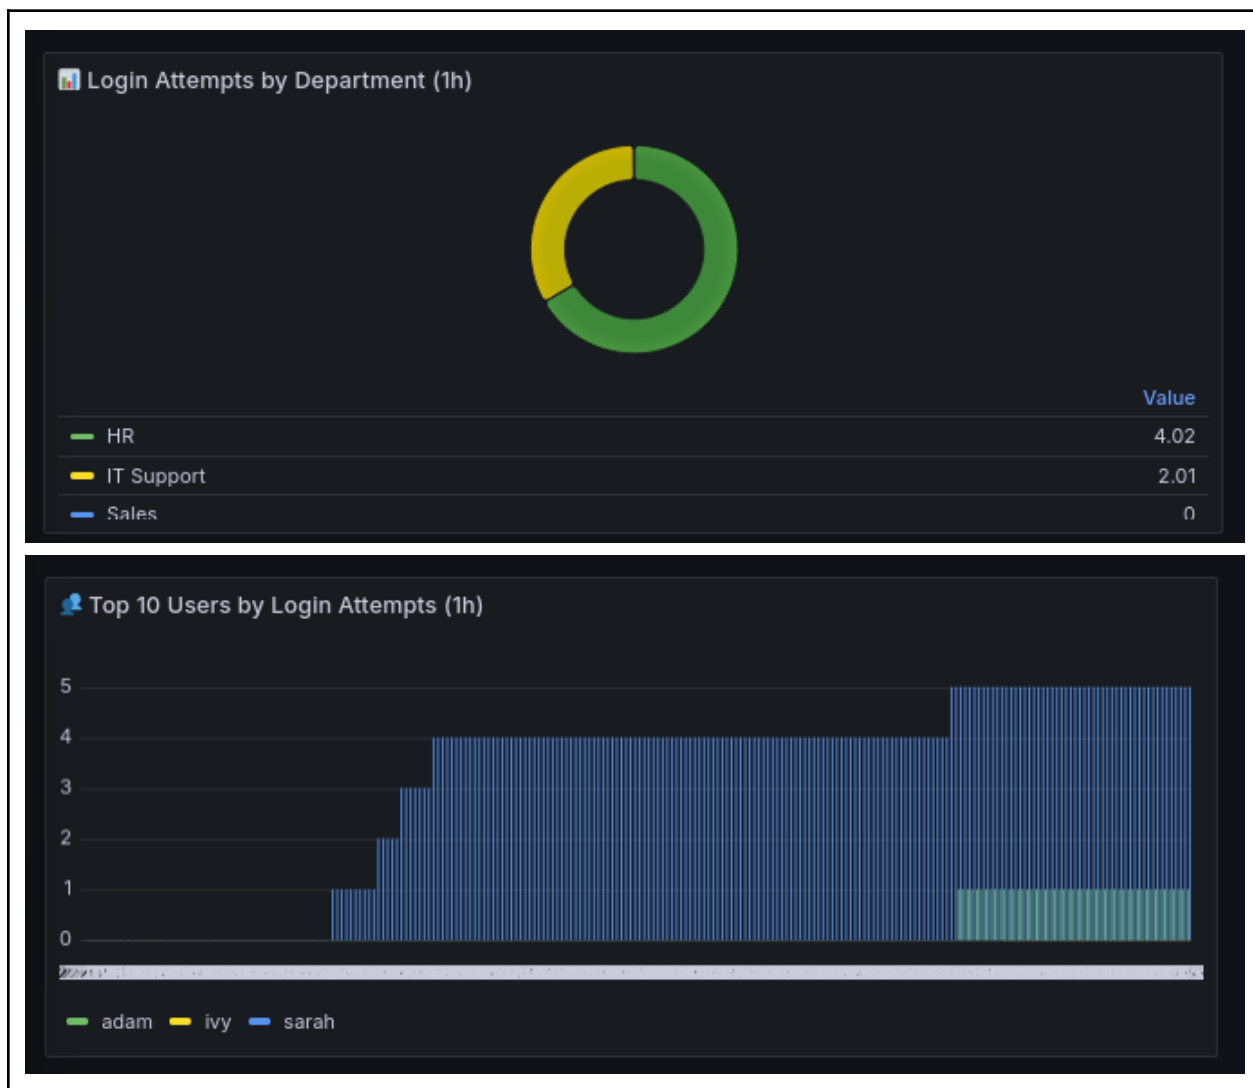 Login Attempts by Department (1h)
Value
HR 4.02
IT Support 2.01
Sales 0
Top 10 Users by Login Attempts (1h)
5
4
3
2
1
0
adam ivy sarah